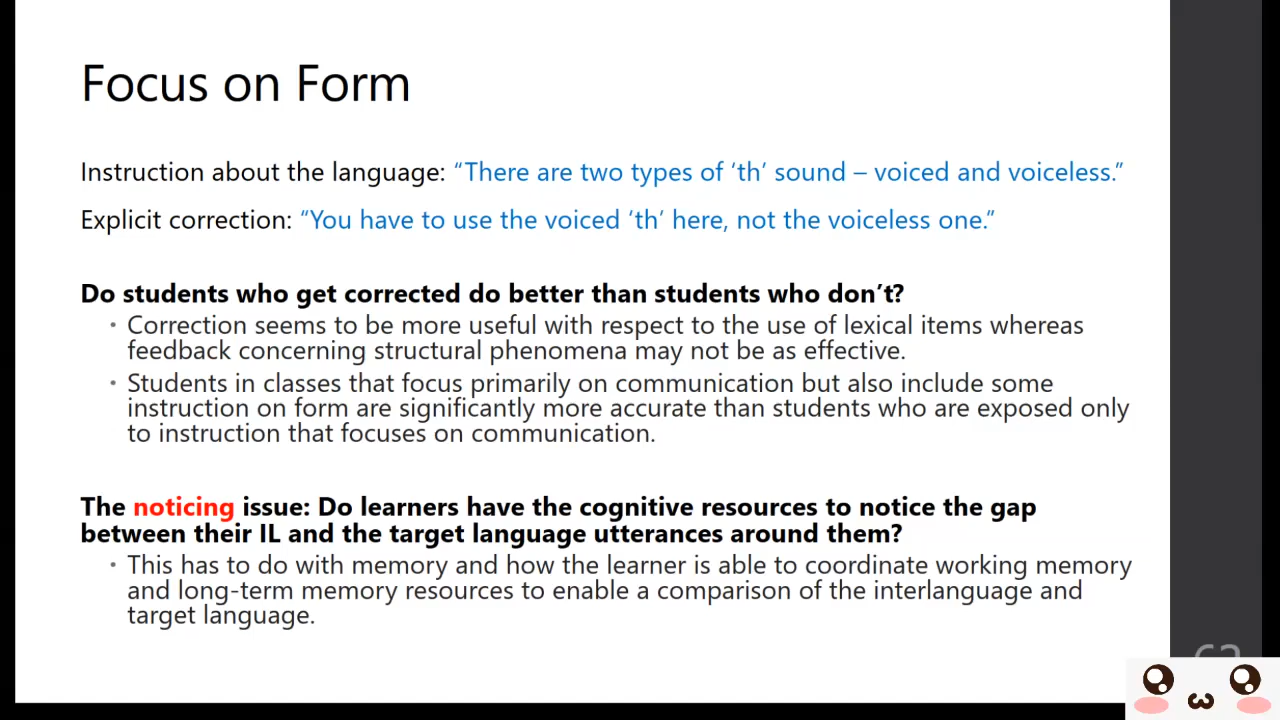 Focus on Form
Instruction about the language: “There are two types of ‘th’ sound – voiced and voiceless.”
Explicit correction: “You have to use the voiced ‘th’ here, not the voiceless one.”
Do students who get corrected do better than students who don’t?
• Correction seems to be more useful with respect to the use of lexical items whereas
feedback concerning structural phenomena may not be as effective.
• Students in classes that focus primarily on communication but also include some
instruction on form are significantly more accurate than students who are exposed only
to instruction that focuses on communication.
The noticing issue: Do learners have the cognitive resources to notice the gap
between their IL and the target language utterances around them?
• This has to do with memory and how the learner is able to coordinate working memory
and long-term memory resources to enable a comparison of the interlanguage and
target language.